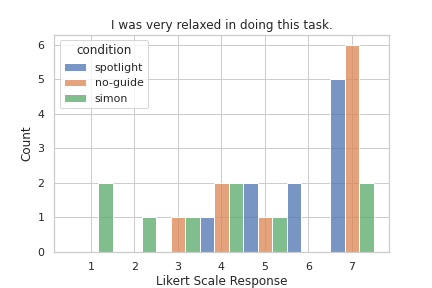 I was very relaxed in doing this task.
6
5
4
3
2
1
0
Count
condition
spotlight
no-guide
simon
1 2 3 4 5 6 7
Likert Scale Response